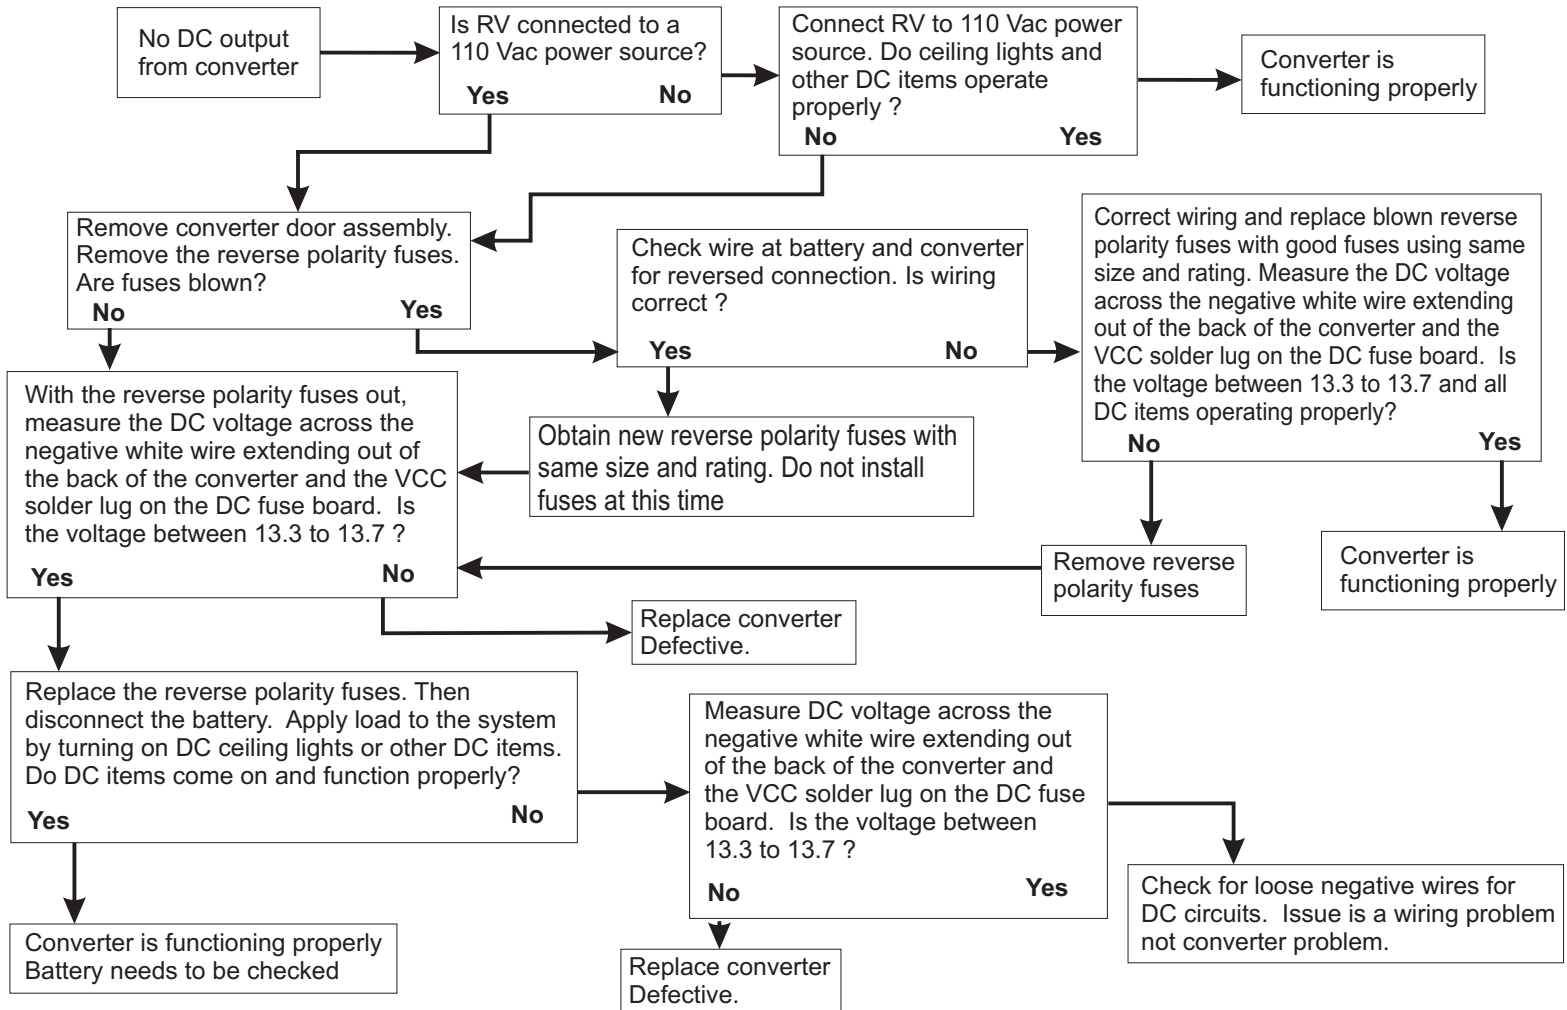 No DC output
from converter
Is RV connected to a
110 Vac power source?
Yes No
Connect RV to 110 Vac power
source. Do ceiling lights and
other DC items operate
properly ?
No Yes
Converter is
functioning properly
Remove converter door assembly.
Remove the reverse polarity fuses.
Are fuses blown?
No Yes
Check wire at battery and converter
for reversed connection. Is wiring
correct ?
Yes No
Correct wiring and replace blown reverse
polarity fuses with good fuses using same
size and rating. Measure the DC voltage
across the negative white wire extending
out of the back of the converter and the
VCC solder lug on the DC fuse board. Is
the voltage between 13.3 to 13.7 and all
DC items operating properly?
No Yes
With the reverse polarity fuses out,
measure the DC voltage across the
negative white wire extending out of
the back of the converter and the VCC
solder lug on the DC fuse board. Is
the voltage between 13.3 to 13.7 ?
Yes No
Obtain new reverse polarity fuses with
same size and rating. Do not install
fuses at this time
Remove reverse
polarity fuses
Converter is
functioning properly
Replace converter
Defective.
Replace the reverse polarity fuses. Then
disconnect the battery. Apply load to the system
by turning on DC ceiling lights or other DC items.
Do DC items come on and function properly?
Yes No
Measure DC voltage across the
negative white wire extending out
of the back of the converter and
the VCC solder lug on the DC fuse
board. Is the voltage between
13.3 to 13.7 ?
No Yes
Check for loose negative wires for
DC circuits. Issue is a wiring problem
not converter problem.
Converter is functioning properly
Battery needs to be checked
Replace converter
Defective.